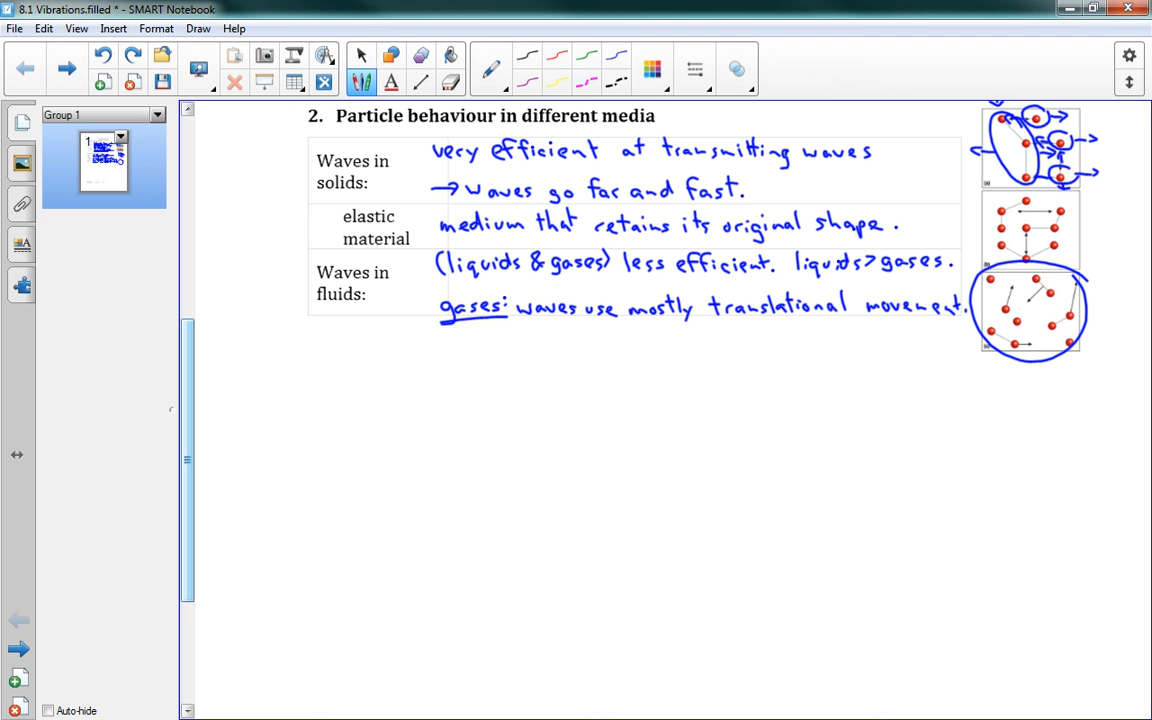 8.1 Vibrations.filled * - SMART Notebook
File Edit View Insert Format Draw Help
Group 1
1
2. Particle behaviour in different media
Waves in solids:
very efficient at transmitting waves
→ waves go far and fast.
elastic material
medium that retains its original shape.
Waves in fluids:
(liquids & gases) less efficient. liquids > gases.
gases: waves use mostly translational movement.
Auto-hide